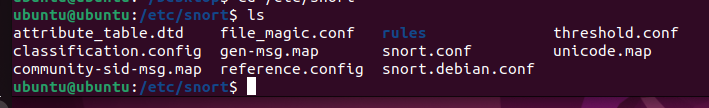 ubuntu@ubuntu:/etc/snort$ ls
attribute_table.dtd file_magic.conf rules threshold.conf
classification.config gen-msg.map snort.conf unicode.map
community-sid-msg.map reference.config snort.debian.conf
ubuntu@ubuntu:/etc/snort$